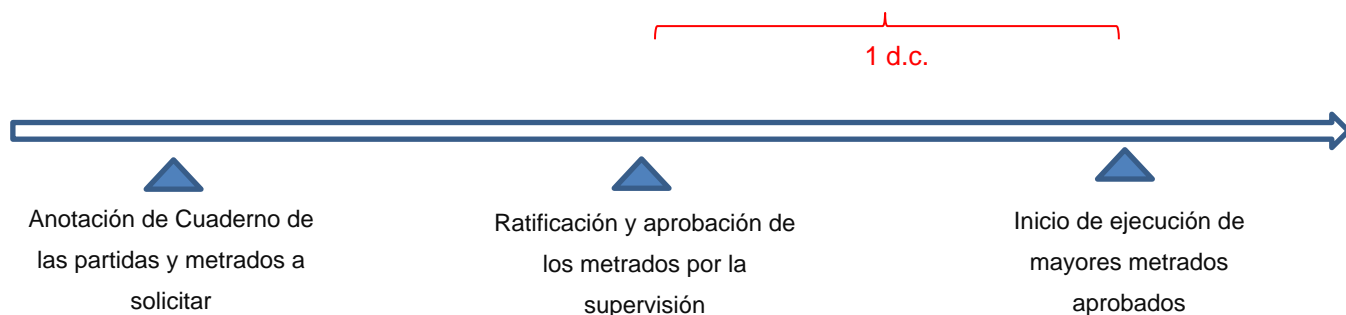 1 d.c.
Anotación de Cuaderno de
las partidas y metrados a
solicitar
Ratificación y aprobación de
los metrados por la
supervisión
Inicio de ejecución de
mayores metrados
aprobados